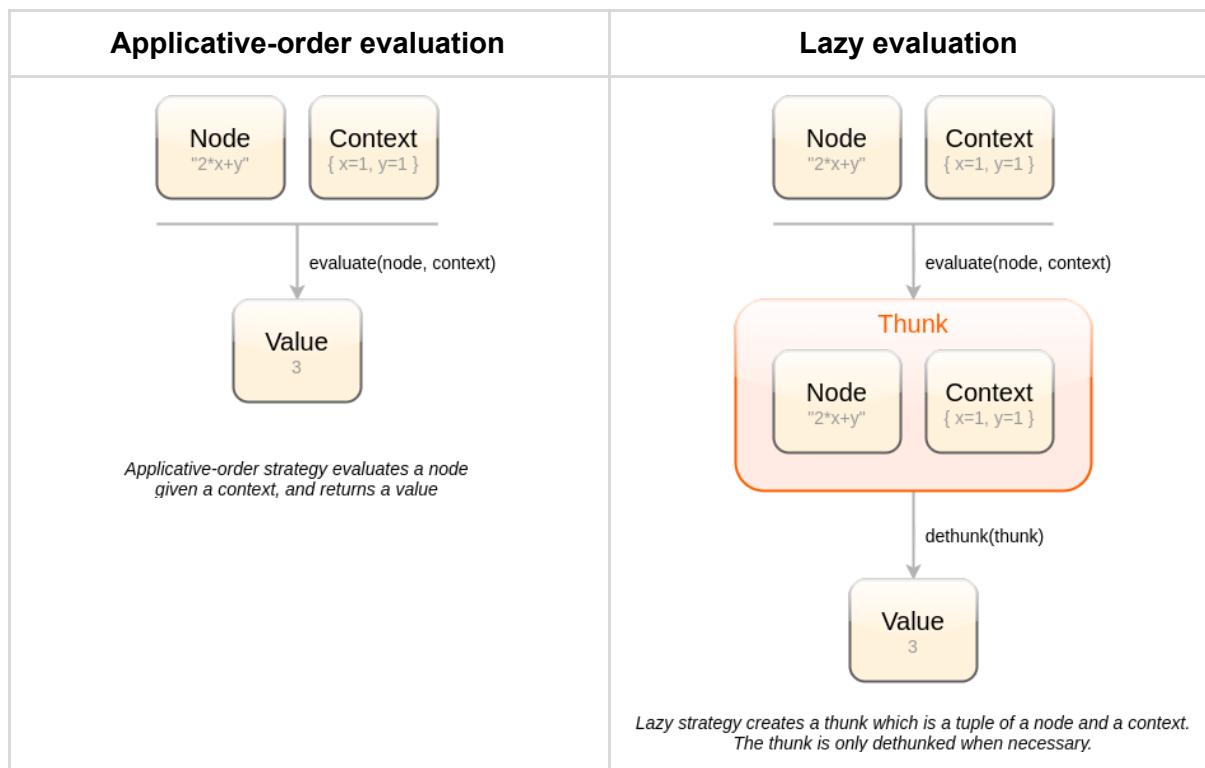 Applicative-order evaluation
Node
"2*x+y"
Context
{ x=1, y=1 }
evaluate(node, context)
Value
3
Applicative-order strategy evaluates a node
given a context, and returns a value
Lazy evaluation
Node
"2*x+y"
Context
{ x=1, y=1 }
evaluate(node, context)
Thunk
Node
"2*x+y"
Context
{ x=1, y=1 }
dethunk(thunk)
Value
3
Lazy strategy creates a thunk which is a tuple of a node and a context.
The thunk is only dethunked when necessary.